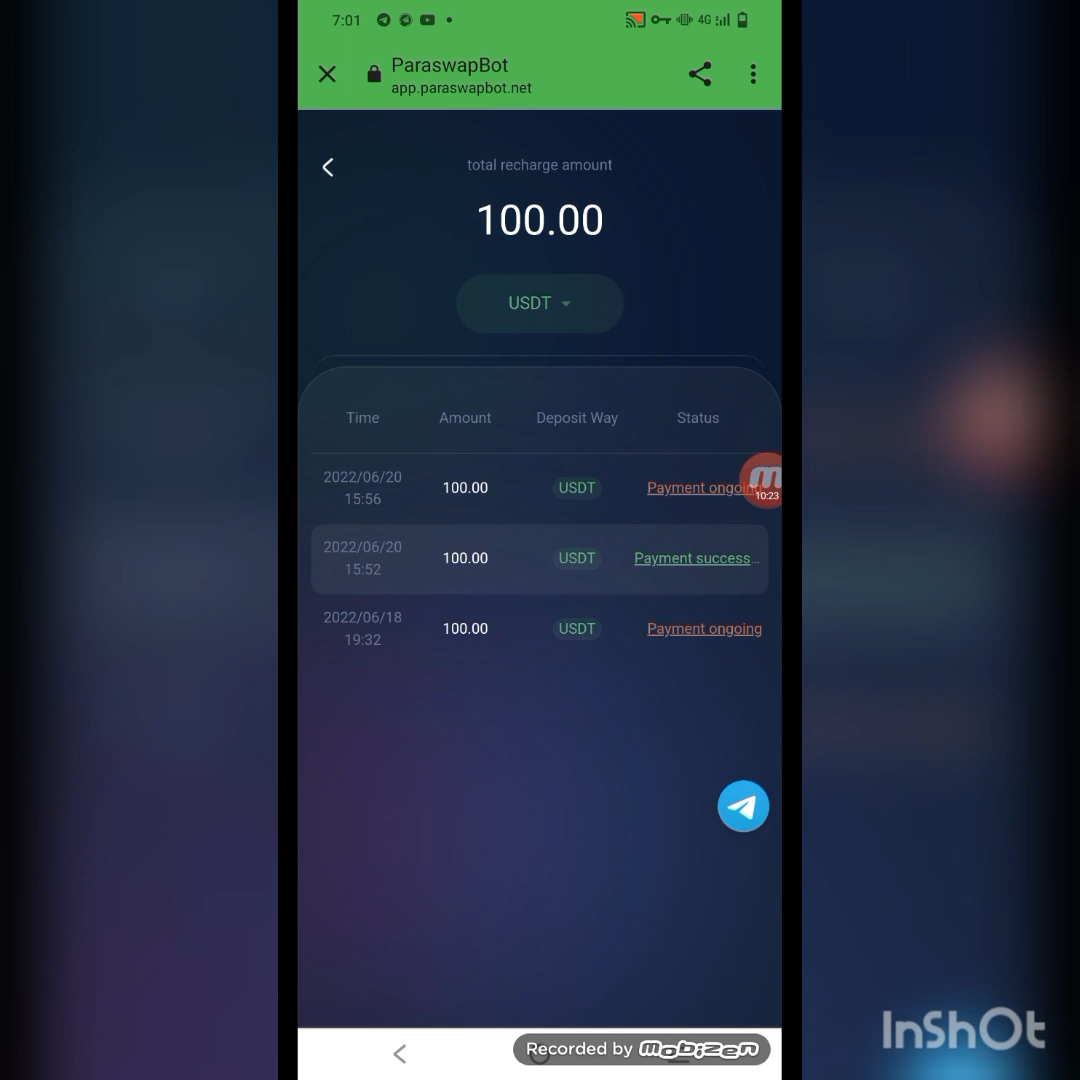 7:01
4G
ParaswapBot
app.paraswapbot.net
total recharge amount
100.00
USDT
Time Amount Deposit Way Status
2022/06/20
15:56
100.00 USDT Payment ongoing
10:23
2022/06/20
15:52
100.00 USDT Payment success...
2022/06/18
19:32
100.00 USDT Payment ongoing
Recorded by mobizen
InShOt